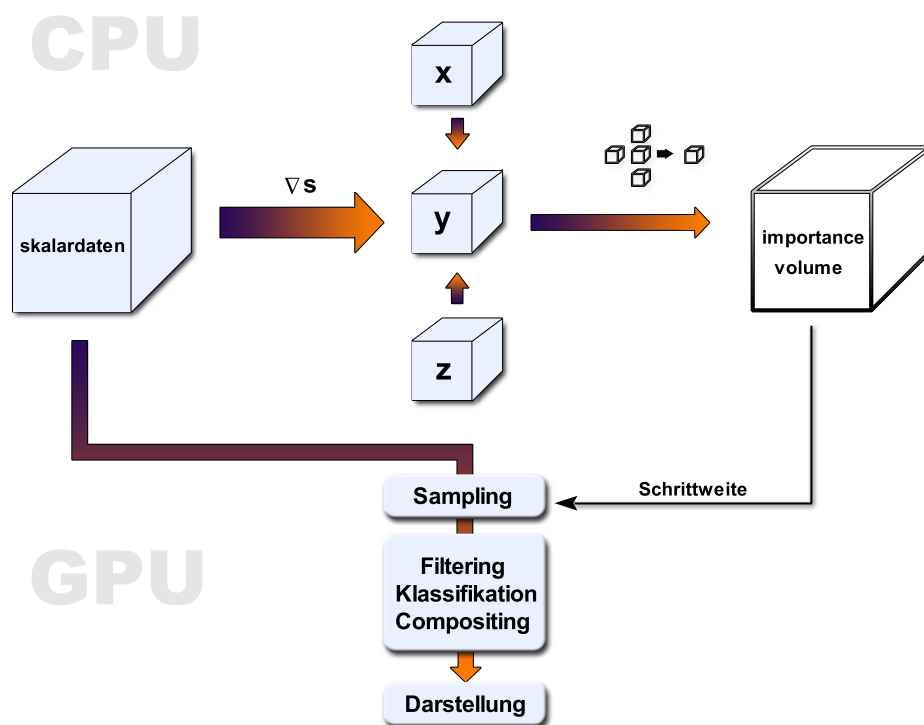 CPU
x
∇s
skalardaten
y
importance
volume
z
Sampling
Schrittweite
GPU
Filtering
Klassifikation
Compositing
Darstellung